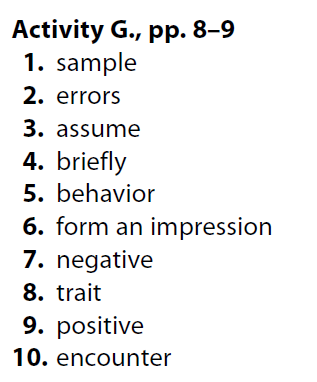 Activity G., pp. 8–9
1. sample
2. errors
3. assume
4. briefly
5. behavior
6. form an impression
7. negative
8. trait
9. positive
10. encounter